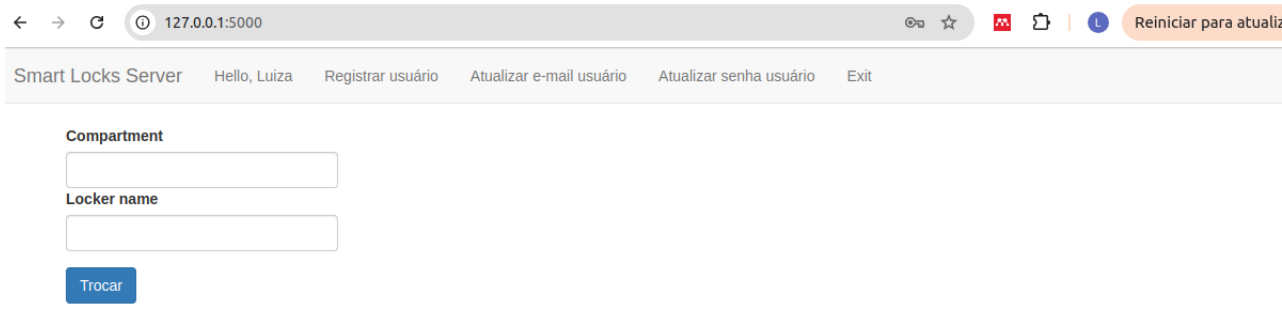 127.0.0.1:5000
L
Reiniciar para atualiz
Smart Locks Server Hello, Luiza Registrar usuário Atualizar e-mail usuário Atualizar senha usuário Exit
Compartment
Locker name
Trocar